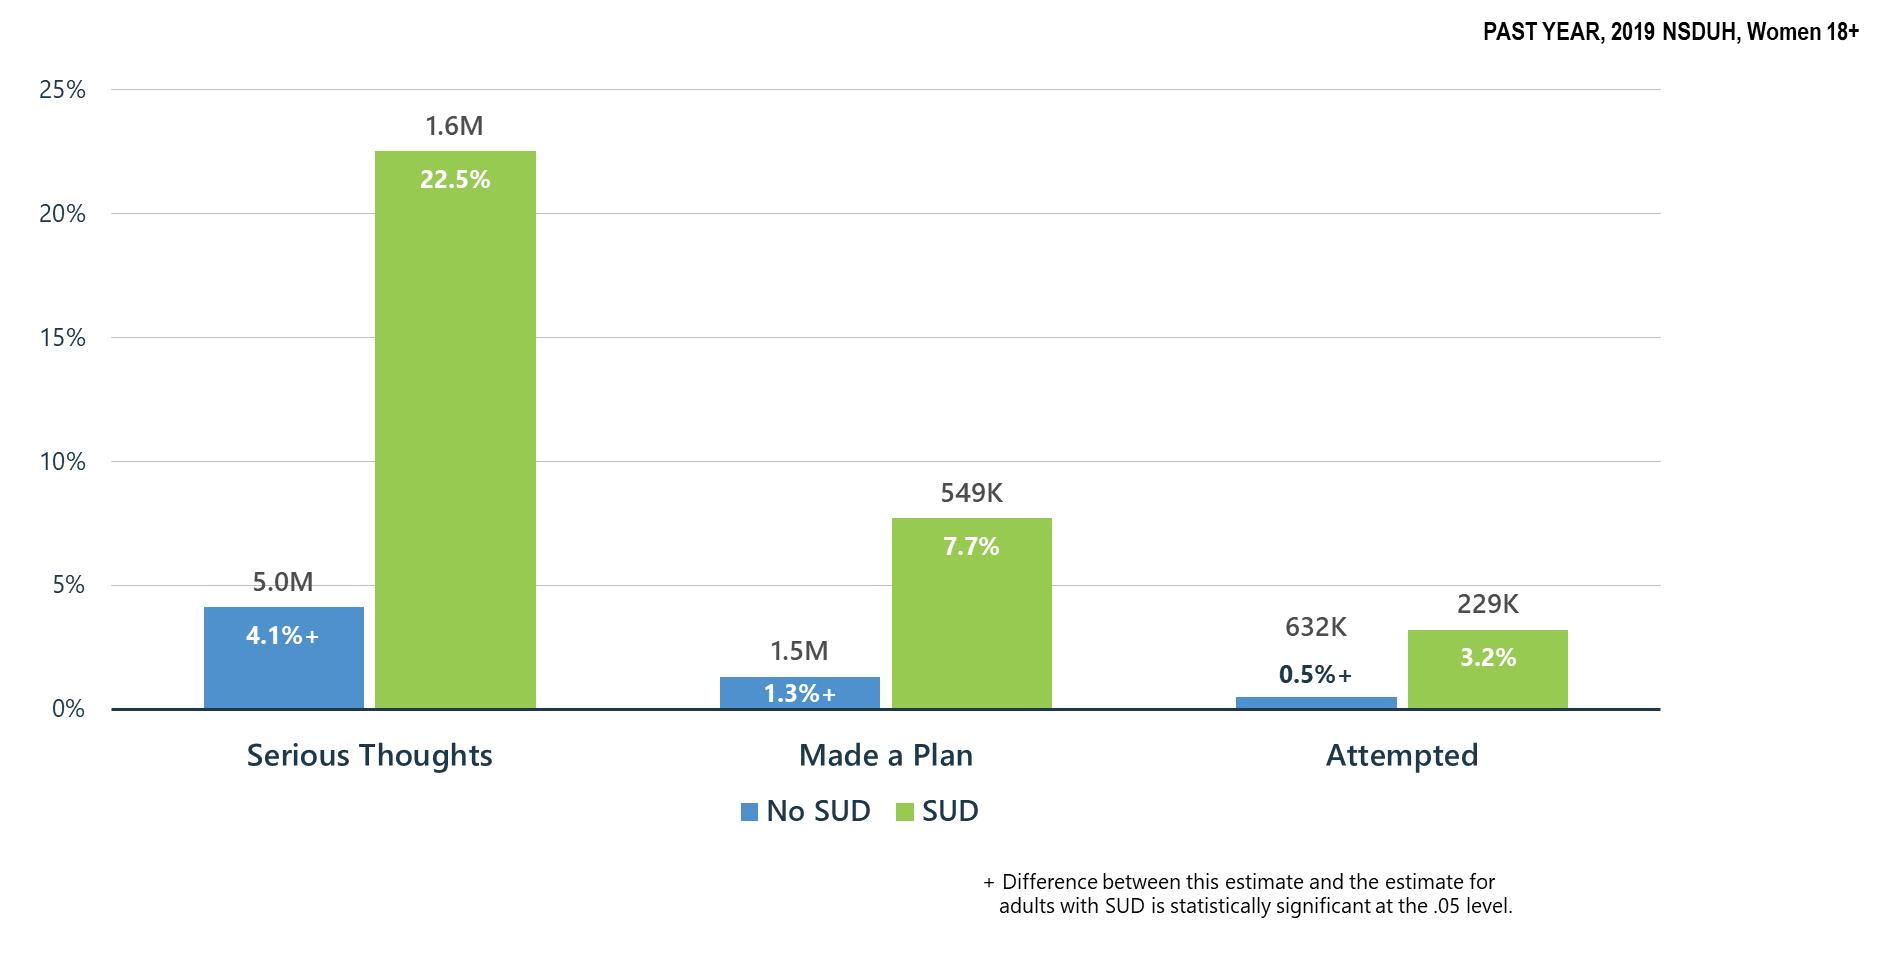 PAST YEAR, 2019 NSDUH, Women 18+
25%
20%
15%
10%
5%
0%
1.6M
22.5%
5.0M
4.1%+
549K
7.7%
1.5M
1.3%+
632K
0.5%+
229K
3.2%
Serious Thoughts
Made a Plan
Attempted
No SUD
SUD
+ Difference between this estimate and the estimate for
adults with SUD is statistically significant at the .05 level.